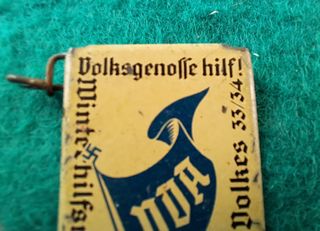 Volksgenosse hilf!
Winterhilfs
Volkes 33/34
VDA